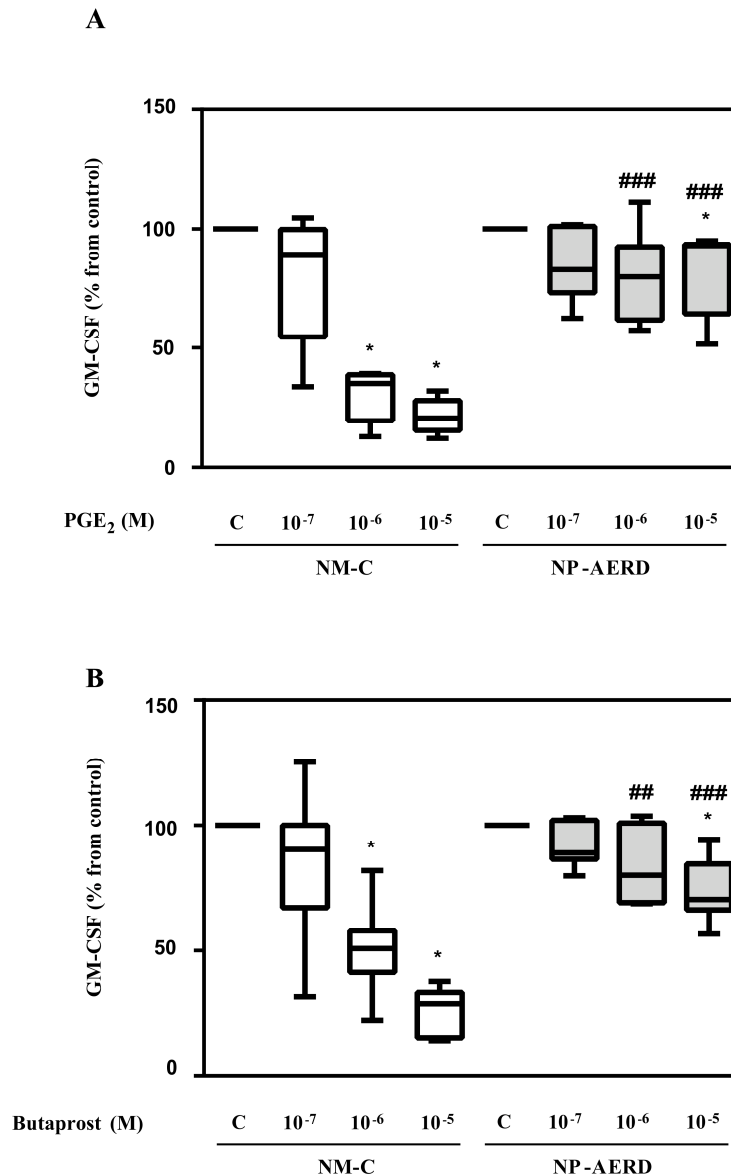 A
GM-CSF (% from control)
150
100
50
0
###
###
*
*
*
PGE2 (M)
C 10-7 10-6 10-5 C 10-7 10-6 10-5
NM-C NP-AERD
B
GM-CSF (% from control)
150
100
50
0
##
###
*
*
*
Butaprost (M)
C 10-7 10-6 10-5 C 10-7 10-6 10-5
NM-C NP-AERD